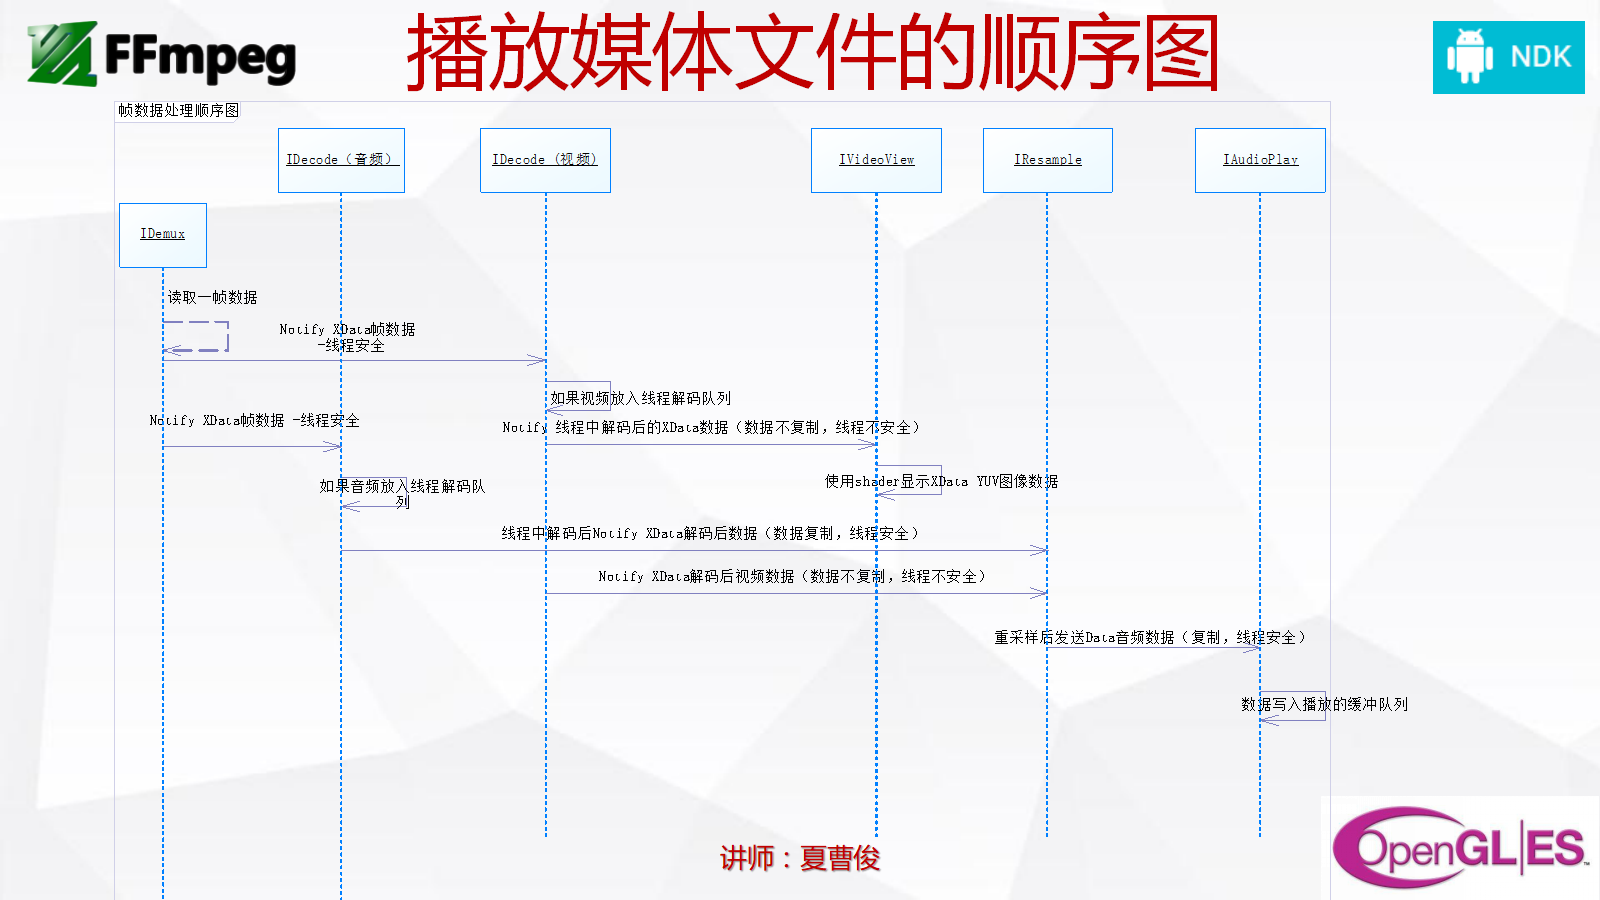 FFmpeg
播放媒体文件的顺序图
NDK
帧数据处理顺序图
IDecode（音频）
IDecode（视频）
IVideoView
IResample
IAudioPlay
IDemux
读取一帧数据
Notify XData帧数据
-线程安全
如果视频放入线程解码队列
Notify XData帧数据 -线程安全
Notify 线程中解码后的XData数据（数据不复制，线程不安全）
使用shader显示XData YUV图像数据
如果音频放入线程解码队
列
线程中解码后Notify XData解码后数据（数据复制，线程安全）
Notify XData解码后视频数据（数据不复制，线程不安全）
重采样后发送Data音频数据（复制，线程安全）
数据写入播放的缓冲队列
讲师：夏曹俊
OpenGL|ES™